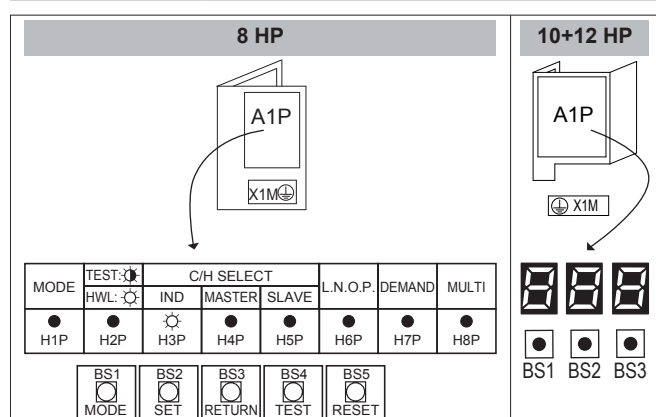 8 HP
A1P
X1M
MODE TEST: C/H SELECT L.N.O.P. DEMAND MULTI
HWL: IND MASTER SLAVE
H1P H2P H3P H4P H5P H6P H7P H8P
BS1 BS2 BS3 BS4 BS5
MODE SET RETURN TEST RESET
10+12 HP
A1P
X1M
888
BS1 BS2 BS3